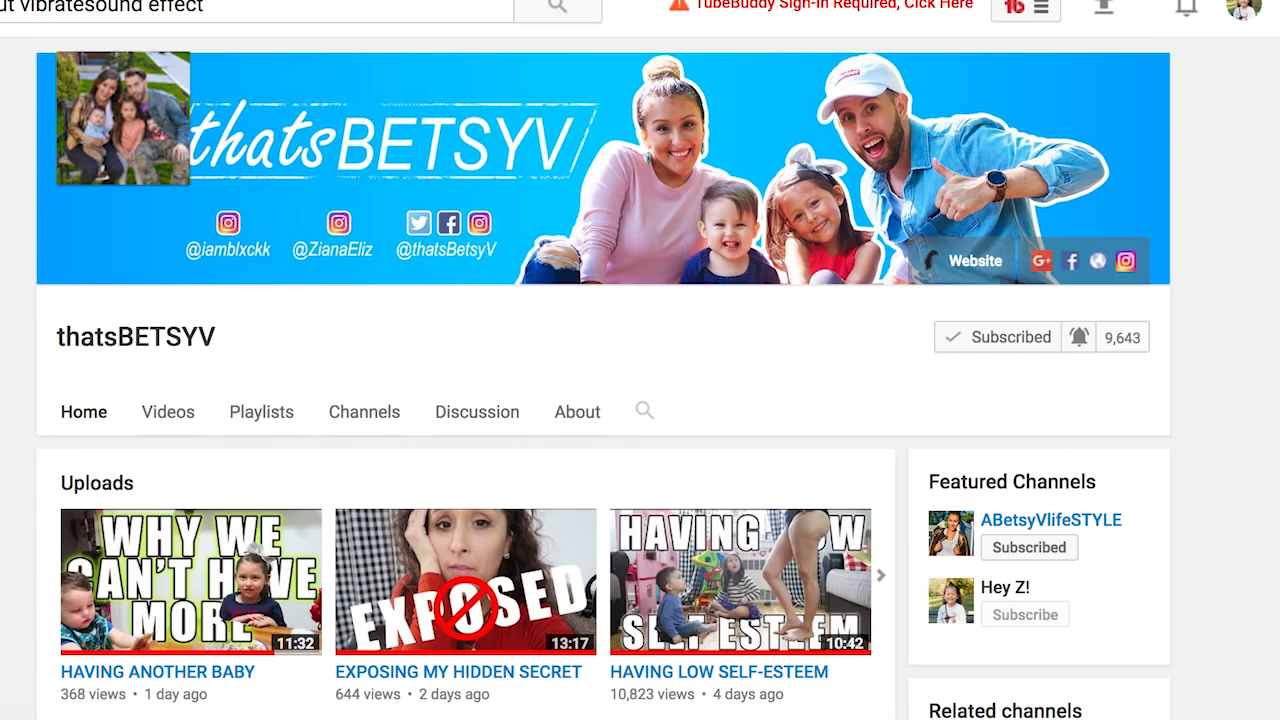 ut vibratesound effect
TubeBuddy Sign-In Required, Click Here
16
thatsBETSYV
@iamblxckk @ZianaEliz @thatsBetsyV
Website
G+
thatsBETSYV
Subscribed 9,643
Home Videos Playlists Channels Discussion About
Uploads
WHY WE
CAN'T HAVE
MORE
11:32
HAVING ANOTHER BABY
368 views • 1 day ago
EXPOSED
13:17
EXPOSING MY HIDDEN SECRET
644 views • 2 days ago
HAVING
SELF ESTEEM
10:42
HAVING LOW SELF-ESTEEM
10,823 views • 4 days ago
Featured Channels
ABetsyVlifeSTYLE
Subscribed
Hey Z!
Subscribe
Related channels